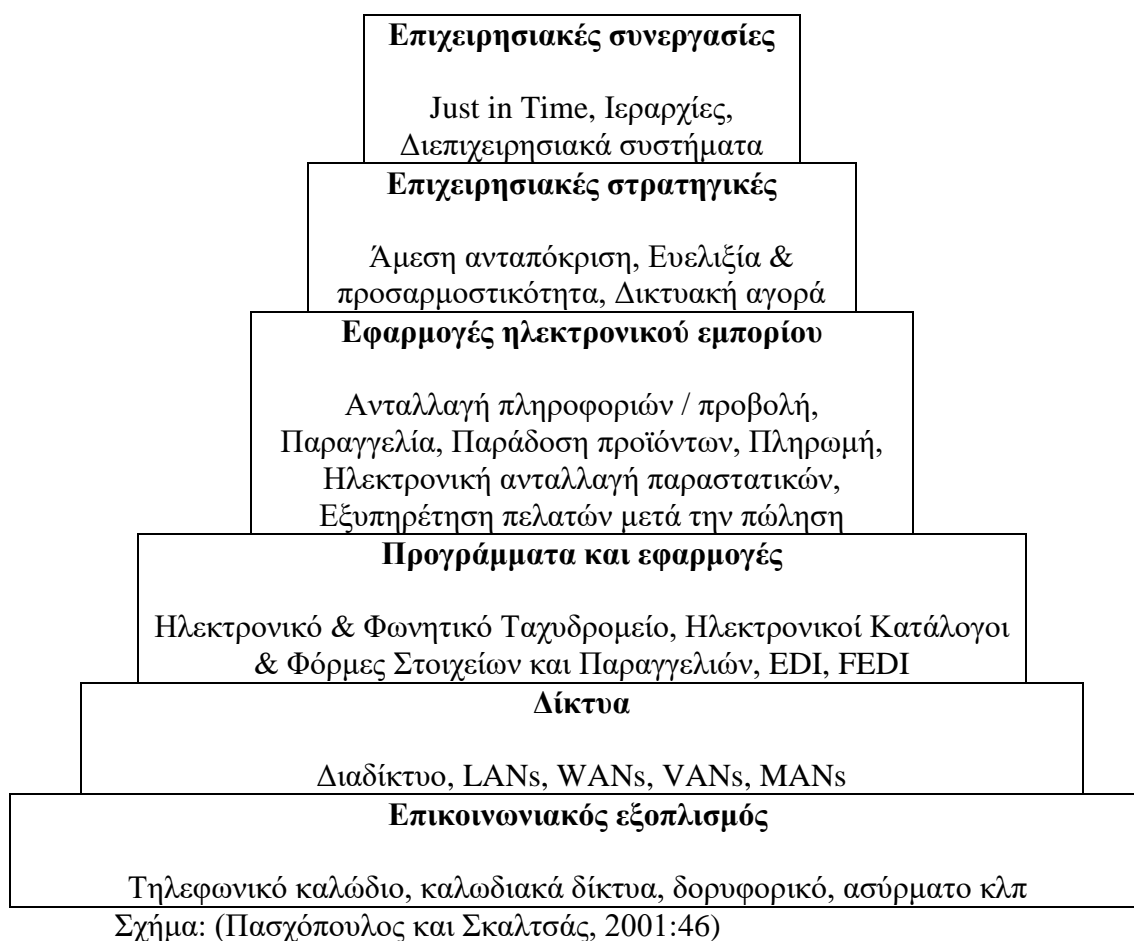 Επιχειρησιακές συνεργασίες
Just in Time, Ιεραρχίες,
Διεπιχειρησιακά συστήματα
Επιχειρησιακές στρατηγικές
Άμεση ανταπόκριση, Ευελιξία &
προσαρμοστικότητα, Δικτυακή αγορά
Εφαρμογές ηλεκτρονικού εμπορίου
Ανταλλαγή πληροφοριών / προβολή,
Παραγγελία, Παράδοση προϊόντων, Πληρωμή,
Ηλεκτρονική ανταλλαγή παραστατικών,
Εξυπηρέτηση πελατών μετά την πώληση
Προγράμματα και εφαρμογές
Ηλεκτρονικό & Φωνητικό Ταχυδρομείο, Ηλεκτρονικοί Κατάλογοι
& Φόρμες Στοιχείων και Παραγγελιών, EDI, FEDI
Δίκτυα
Διαδίκτυο, LANs, WANs, VANs, MANs
Επικοινωνιακός εξοπλισμός
Τηλεφωνικό καλώδιο, καλωδιακά δίκτυα, δορυφορικό, ασύρματο κλπ
Σχήμα: (Πασχόπουλος και Σκαλτσάς, 2001:46)